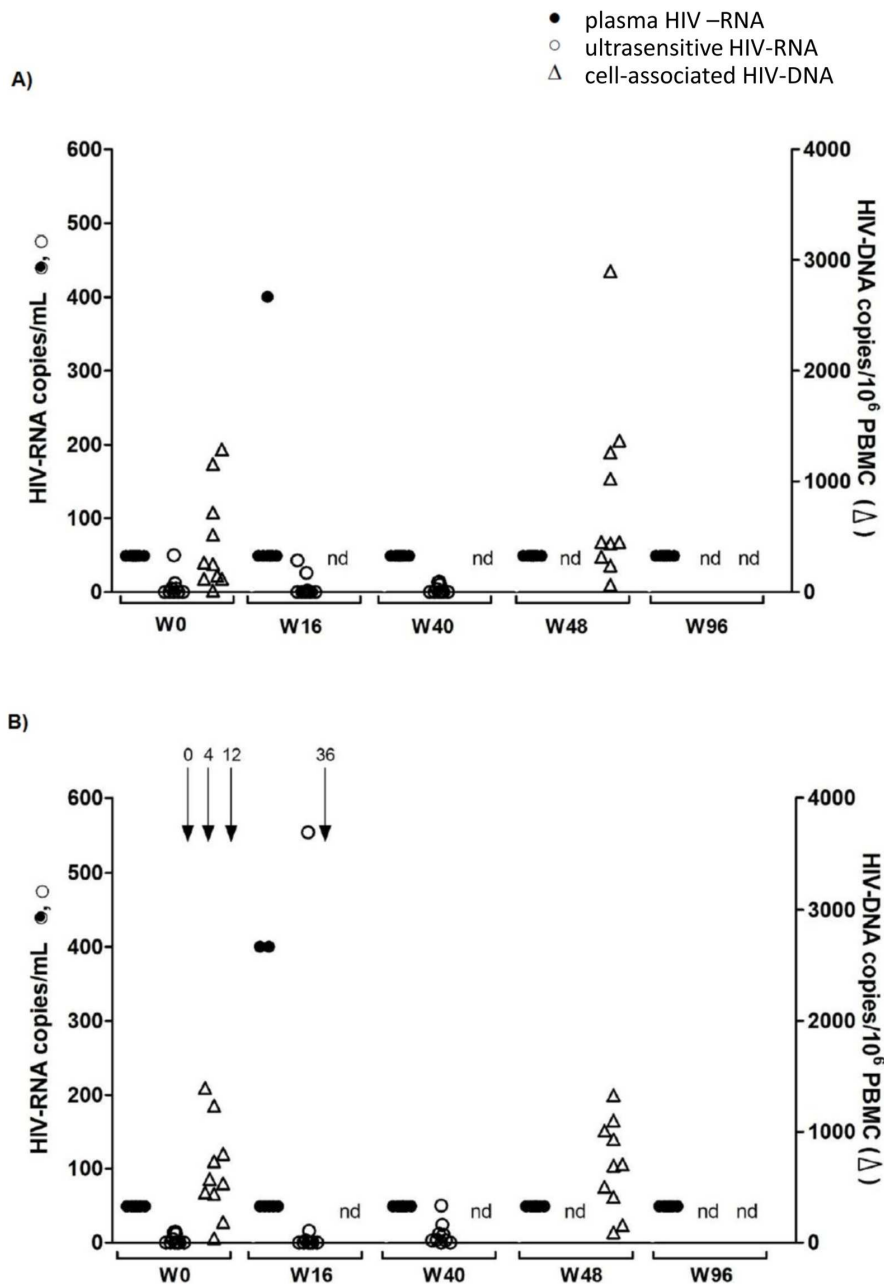 plasma HIV –RNA
ultrasensitive HIV-RNA
cell-associated HIV-DNA
A)
600
500
400
300
200
100
0
HIV-RNA copies/mL
4000
3000
2000
1000
0
HIV-DNA copies/10⁶ PBMC (△)
nd
nd
nd
nd nd
W0 W16 W40 W48 W96
B)
0 4 12 36
600
500
400
300
200
100
0
HIV-RNA copies/mL
4000
3000
2000
1000
0
HIV-DNA copies/10⁶ PBMC (△)
nd
nd
nd
nd nd
W0 W16 W40 W48 W96